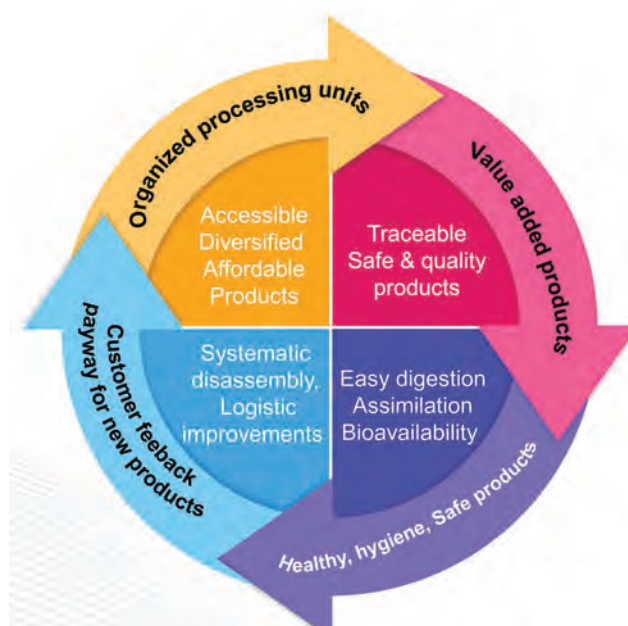 Organized processing units
Value added products
Accessible
Diversified
Affordable
Products
Traceable
Safe & quality
products
Systematic
disassembly,
Logistic
improvements
Easy digestion
Assimilation
Bioavailability
Customer feeback
payway for new products
Healthy, hygiene, Safe products